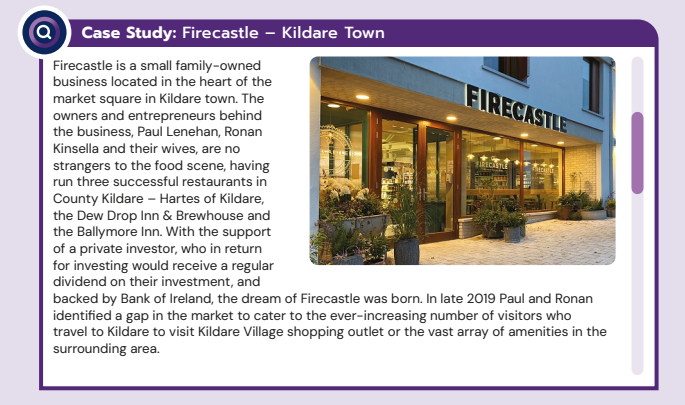 Case Study: Firecastle – Kildare Town
Firecastle is a small family-owned
business located in the heart of the
market square in Kildare town. The
owners and entrepreneurs behind
the business, Paul Lenehan, Ronan
Kinsella and their wives, are no
strangers to the food scene, having
run three successful restaurants in
County Kildare – Hartes of Kildare,
the Dew Drop Inn & Brewhouse and
the Ballymore Inn. With the support
of a private investor, who in return
for investing would receive a regular
dividend on their investment, and
backed by Bank of Ireland, the dream of Firecastle was born. In late 2019 Paul and Ronan
identified a gap in the market to cater to the ever-increasing number of visitors who
travel to Kildare to visit Kildare Village shopping outlet or the vast array of amenities in the
surrounding area.
FIRECASTLE
FIRECASTLE